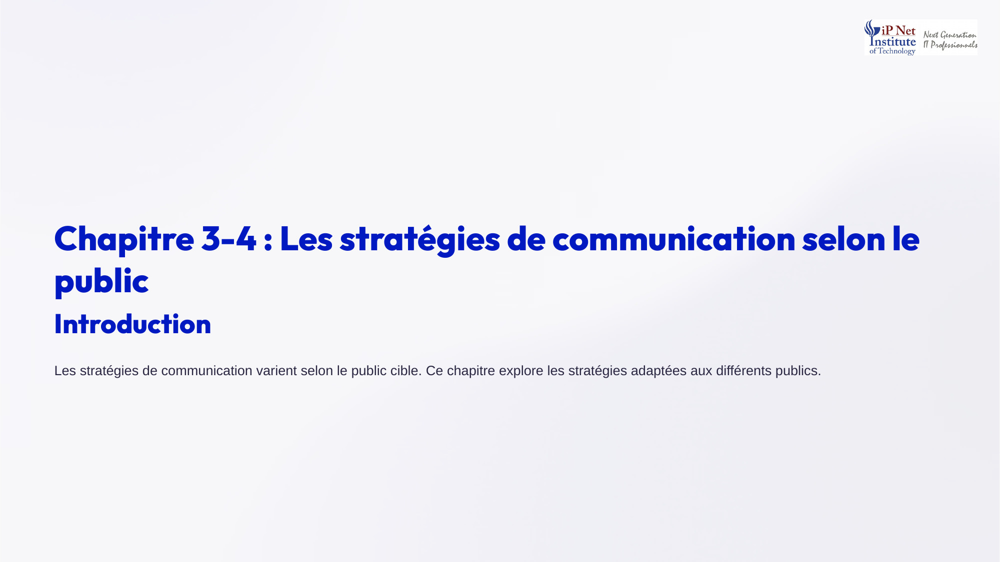 iP Net
Institute
of Technology
Next Generation
IT Professionnels
Chapitre 3-4 : Les stratégies de communication selon le
public
Introduction
Les stratégies de communication varient selon le public cible. Ce chapitre explore les stratégies adaptées aux différents publics.